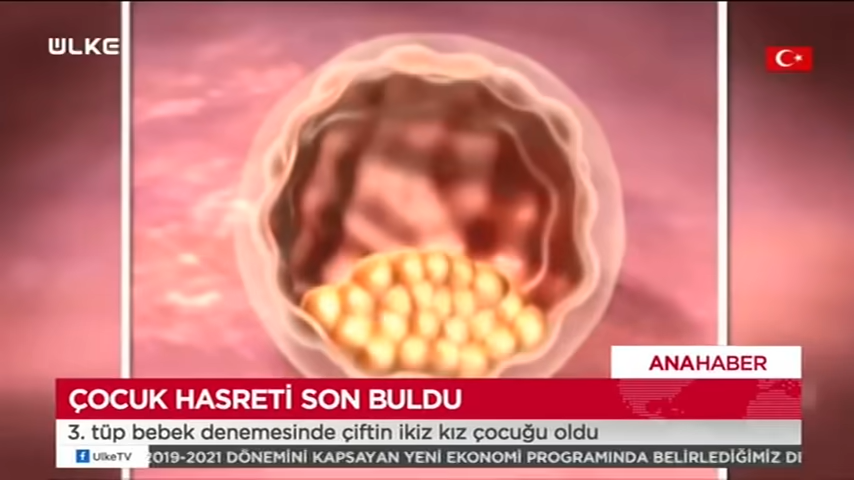 ÜLKE
ANAHABER
ÇOCUK HASRETİ SON BULDU
3. tüp bebek denemesinde çiftin ikiz kız çocuğu oldu
UlkeTV
2019-2021 DÖNEMİNİ KAPSAYAN YENİ EKONOMİ PROGRAMINDA BELİRLEDİĞİMİZ